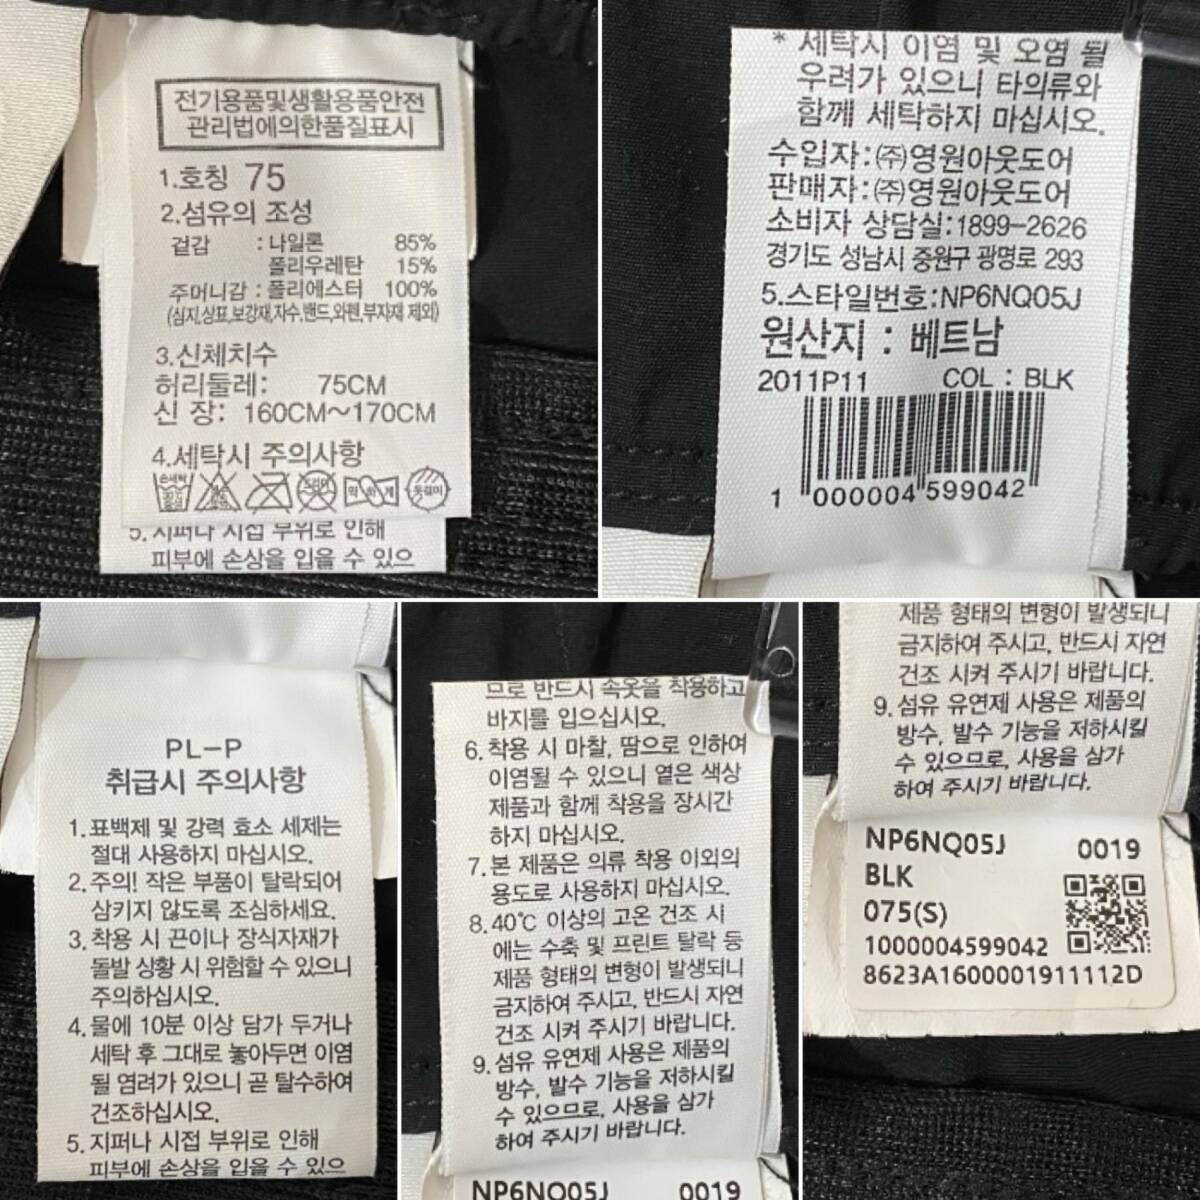 전기용품및생활용품안전
관리법에의한품질표시
1.호칭 75
2.섬유의 조성
겉감 : 나일론 85%
폴리우레탄 15%
주머니감 : 폴리에스터 100%
(심지,상표,보강재,자수,밴드,와펜,부자재 제외)
3.신체치수
허리둘레: 75CM
신 장: 160CM~170CM
4.세탁시 주의사항
손세탁
드라이
약하게
옷걸이
5. 지퍼나 시접 부위로 인해
피부에 손상을 입을 수 있으
* 세탁시 이염 및 오염 될
우려가 있으니 타의류와
함께 세탁하지 마십시오.
수입자:㈜영원아웃도어
판매자:㈜영원아웃도어
소비자 상담실:1899-2626
경기도 성남시 중원구 광명로 293
5.스타일번호:NP6NQ05J
원산지 : 베트남
2011P11 COL : BLK
1 000004 599042
PL-P
취급시 주의사항
1.표백제 및 강력 효소 세제는
절대 사용하지 마십시오.
2.주의! 작은 부품이 탈락되어
삼키지 않도록 조심하세요.
3.착용 시 끈이나 장식자재가
돌발 상황 시 위험할 수 있으니
주의하십시오.
4.물에 10분 이상 담가 두거나
세탁 후 그대로 놓아두면 이염
될 염려가 있으니 곧 탈수하여
건조하십시오.
5.지퍼나 시접 부위로 인해
피부에 손상을 입을 수 있으
므로 반드시 속옷을 착용하고
바지를 입으십시오.
6.착용 시 마찰, 땀으로 인하여
이염될 수 있으니 옅은 색상
제품과 함께 착용을 장시간
하지 마십시오.
7.본 제품은 의류 착용 이외의
용도로 사용하지 마십시오.
8.40℃ 이상의 고온 건조 시
에는 수축 및 프린트 탈락 등
제품 형태의 변형이 발생되니
금지하여 주시고, 반드시 자연
건조 시켜 주시기 바랍니다.
9.섬유 유연제 사용은 제품의
방수, 발수 기능을 저하시킬
수 있으므로, 사용을 삼가
하여 주시기 바랍니다.
NP6NQ05J 0019
제품 형태의 변형이 발생되니
금지하여 주시고, 반드시 자연
건조 시켜 주시기 바랍니다.
9.섬유 유연제 사용은 제품의
방수, 발수 기능을 저하시킬
수 있으므로, 사용을 삼가
하여 주시기 바랍니다.
NP6NQ05J 0019
BLK
075(S)
1000004599042
8623A1600001911112D